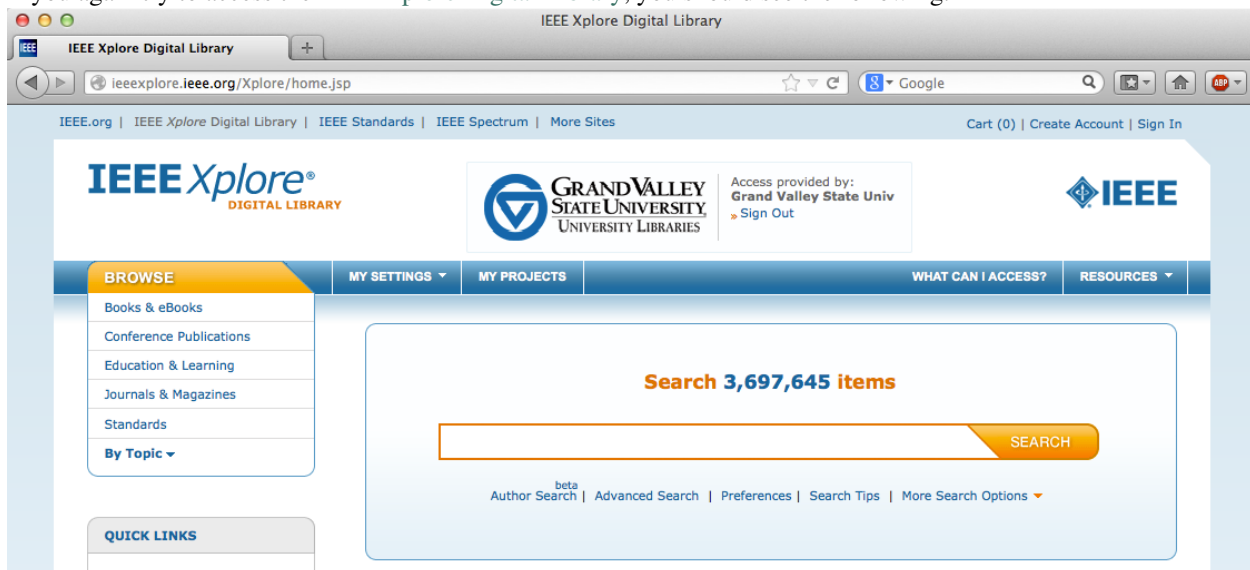 IEEE Xplore Digital Library
IEEE Xplore Digital Library
ieeexplore.ieee.org/Xplore/home.jsp
Google
ABP
IEEE.org | IEEE Xplore Digital Library | IEEE Standards | IEEE Spectrum | More Sites
Cart (0) | Create Account | Sign In
IEEE Xplore®
DIGITAL LIBRARY
GRAND VALLEY
STATE UNIVERSITY
UNIVERSITY LIBRARIES
Access provided by:
Grand Valley State Univ
» Sign Out
IEEE
BROWSE
MY SETTINGS
MY PROJECTS
WHAT CAN I ACCESS?
RESOURCES
Books & eBooks
Conference Publications
Education & Learning
Journals & Magazines
Standards
By Topic
Search 3,697,645 items
SEARCH
beta
Author Search | Advanced Search | Preferences | Search Tips | More Search Options
QUICK LINKS